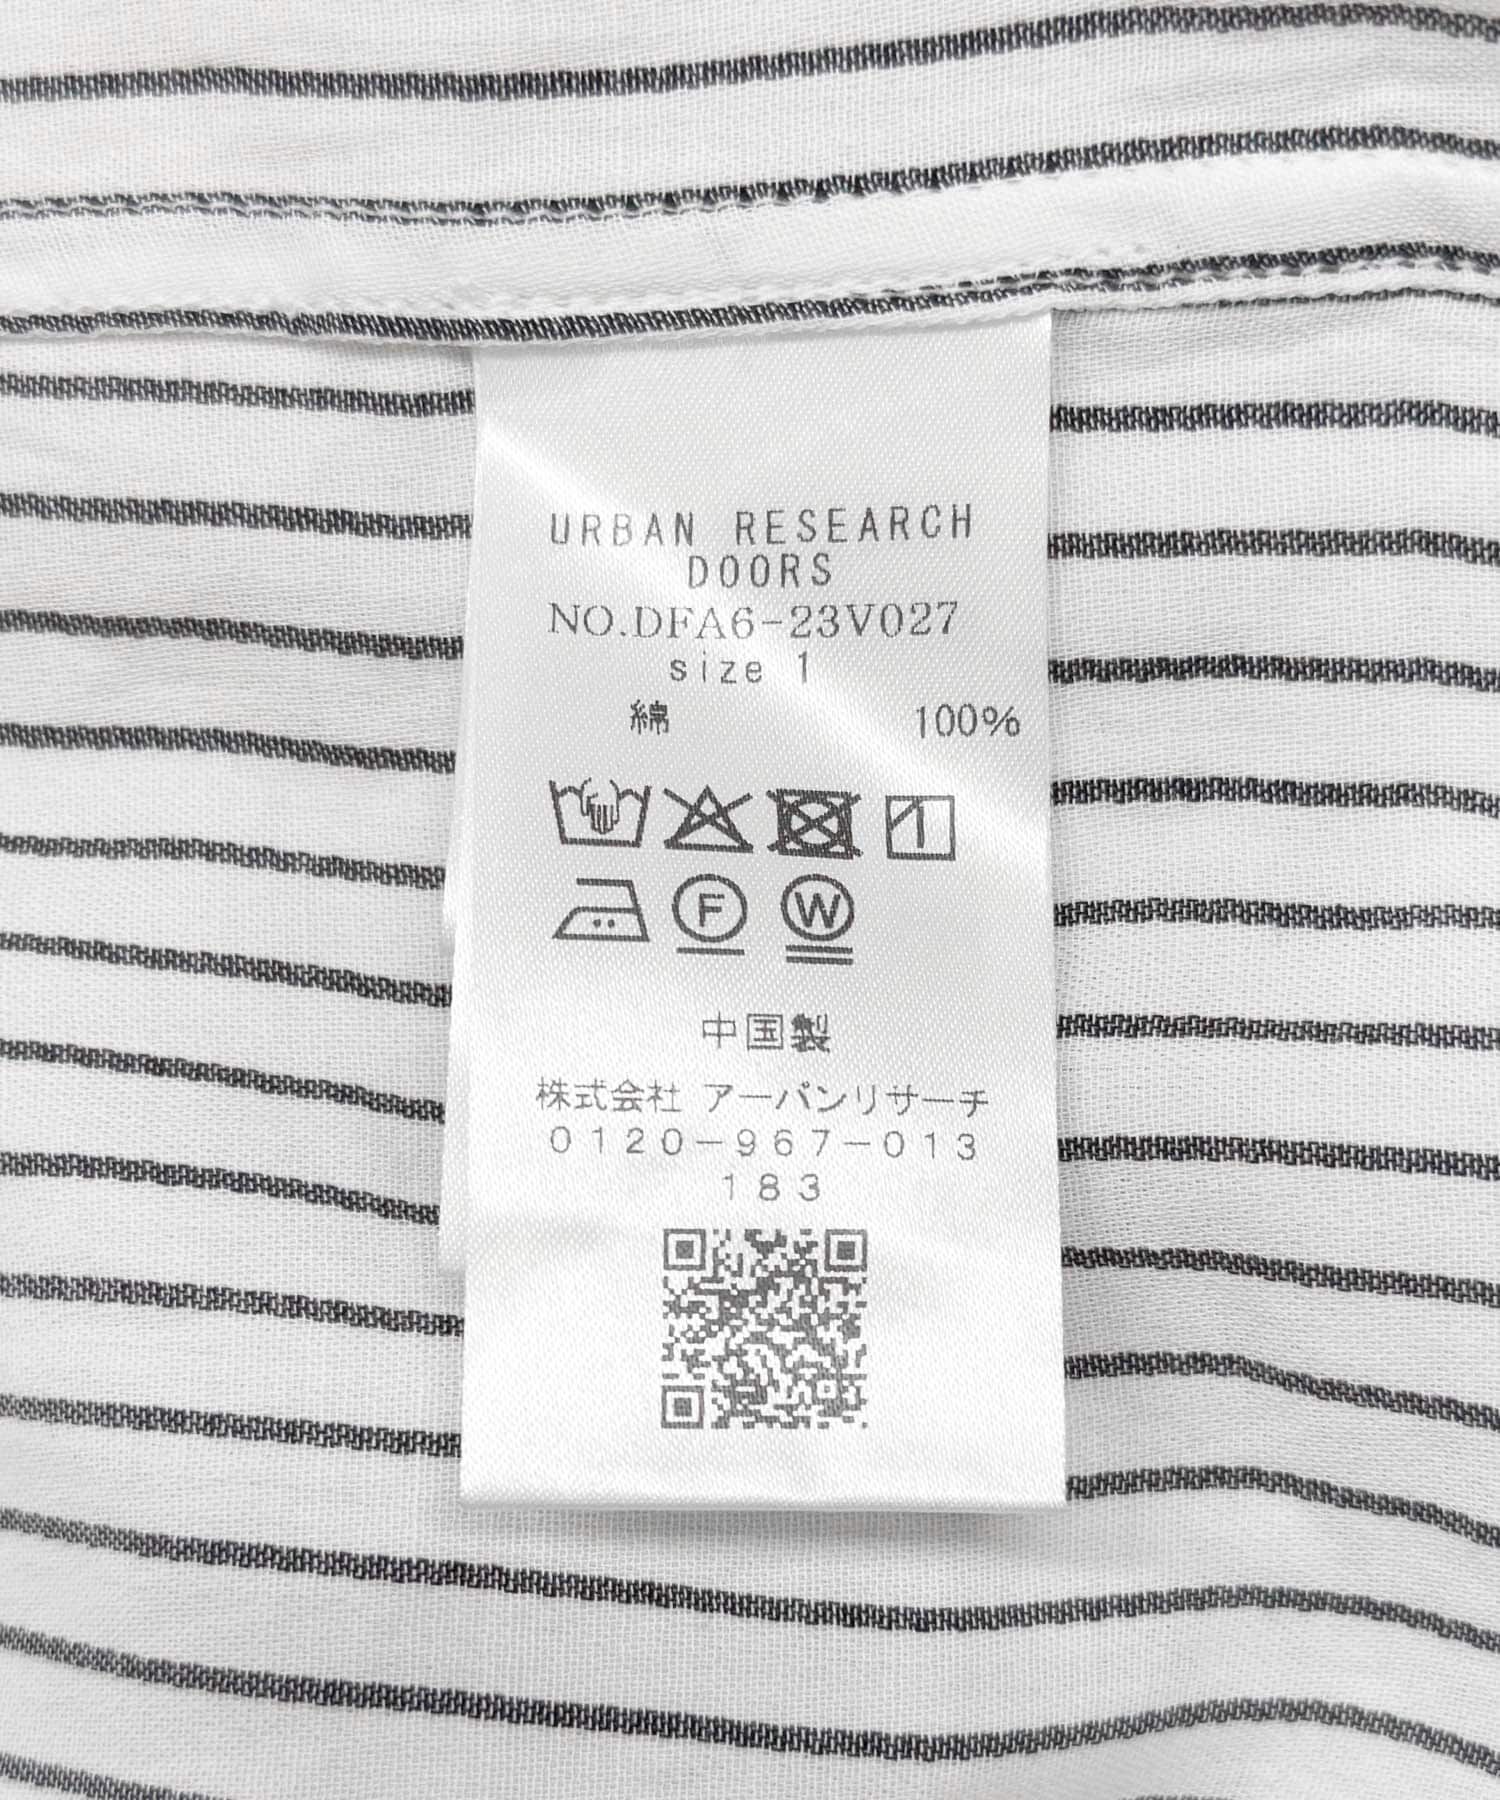 URBAN RESEARCH
DOORS
NO.DFA6-23V027
size 1
綿 100%
F W
中国製
株式会社 アーバンリサーチ
0120-967-013
183